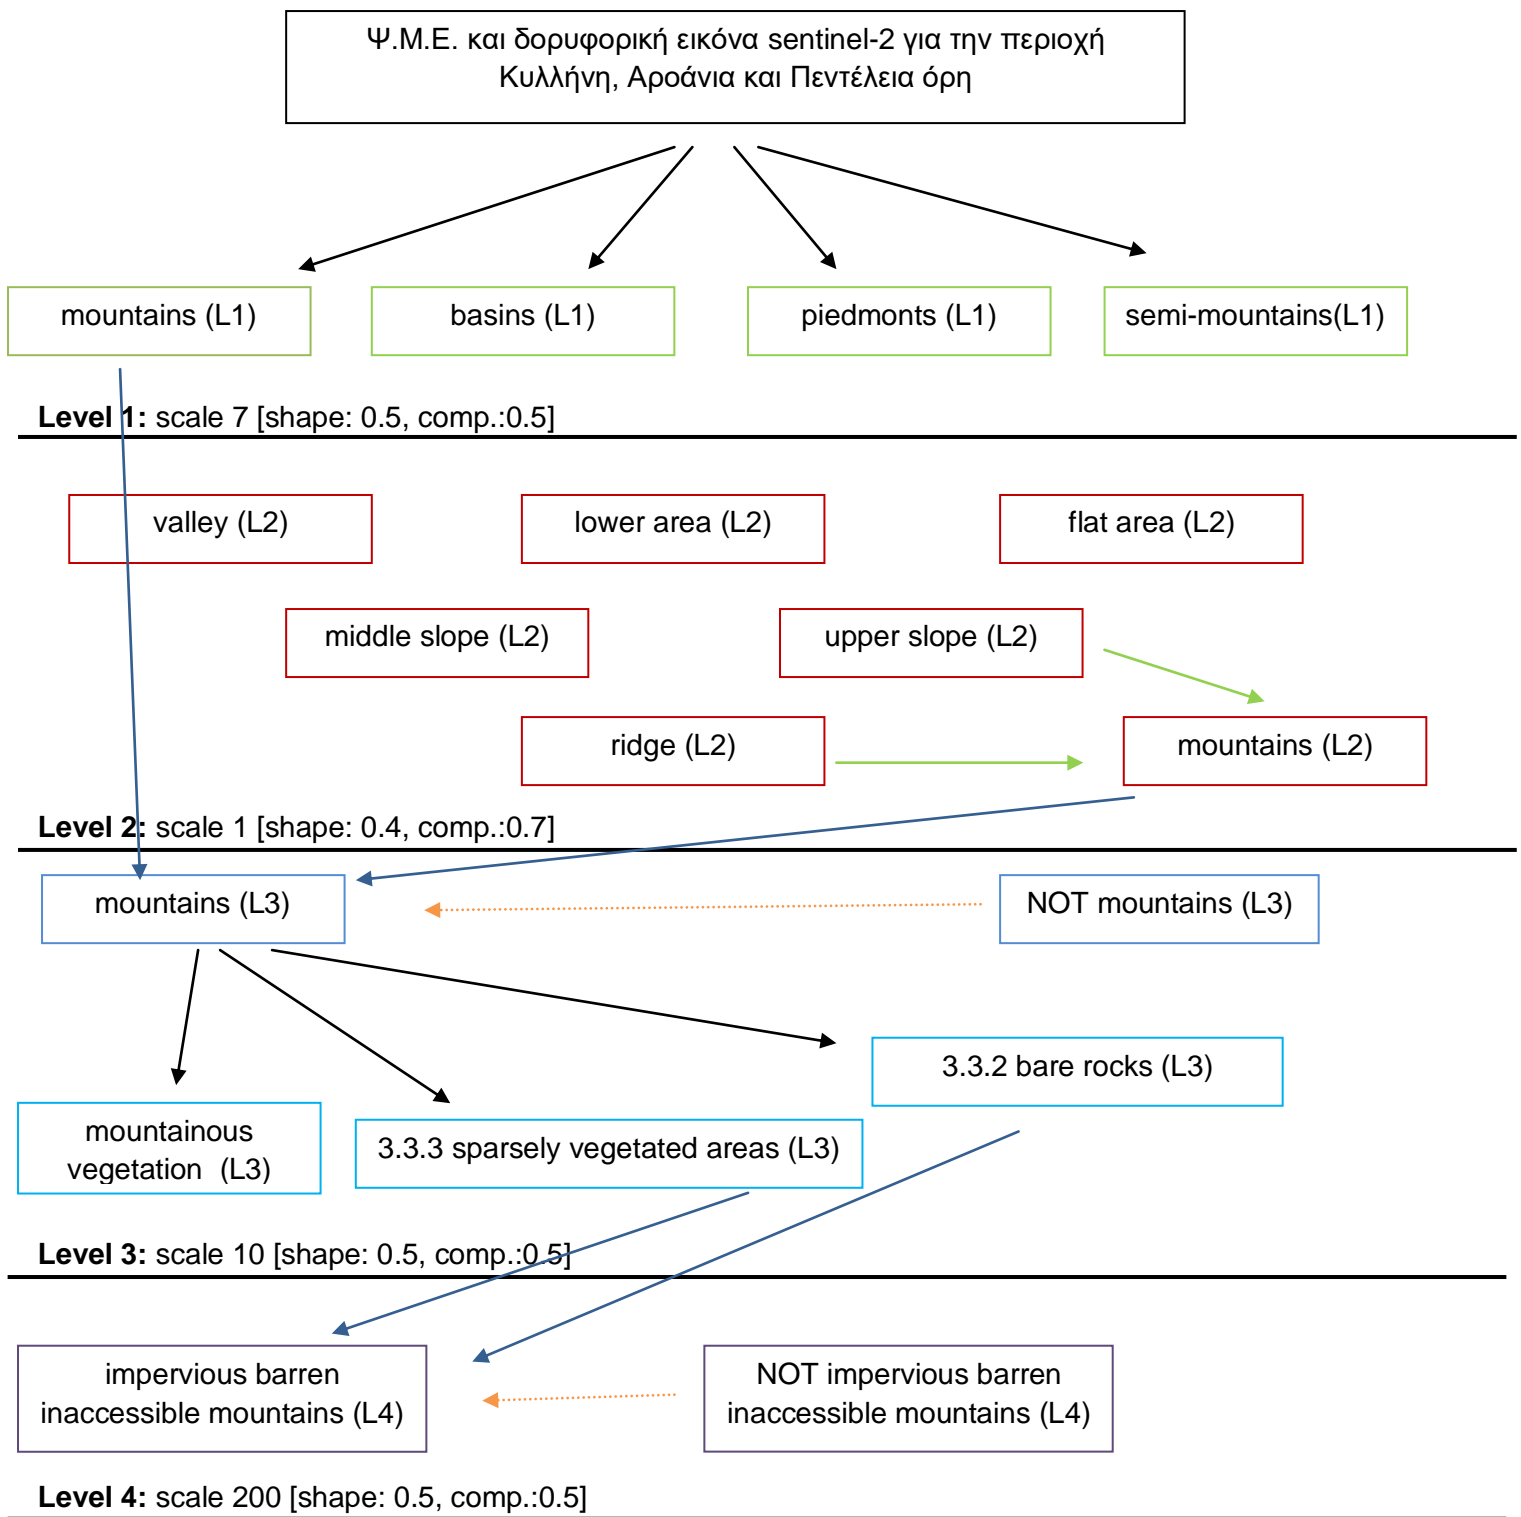 Ψ.Μ.Ε. και δορυφορική εικόνα sentinel-2 για την περιοχή
Κυλλήνη, Αροάνια και Πεντέλεια όρη
mountains (L1)
basins (L1)
piedmonts (L1)
semi-mountains(L1)
Level 1: scale 7 [shape: 0.5, comp.:0.5]
valley (L2)
lower area (L2)
flat area (L2)
middle slope (L2)
upper slope (L2)
ridge (L2)
mountains (L2)
Level 2: scale 1 [shape: 0.4, comp.:0.7]
mountains (L3)
NOT mountains (L3)
3.3.2 bare rocks (L3)
mountainous
vegetation (L3)
3.3.3 sparsely vegetated areas (L3)
Level 3: scale 10 [shape: 0.5, comp.:0.5]
impervious barren
inaccessible mountains (L4)
NOT impervious barren
inaccessible mountains (L4)
Level 4: scale 200 [shape: 0.5, comp.:0.5]